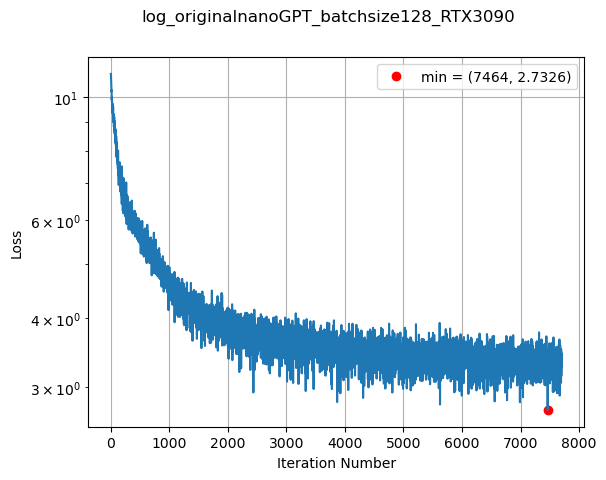 log_originalnanoGPT_batchsize128_RTX3090
min = (7464, 2.7326)
10¹
6 × 10⁰
4 × 10⁰
3 × 10⁰
Loss
0 1000 2000 3000 4000 5000 6000 7000 8000
Iteration Number